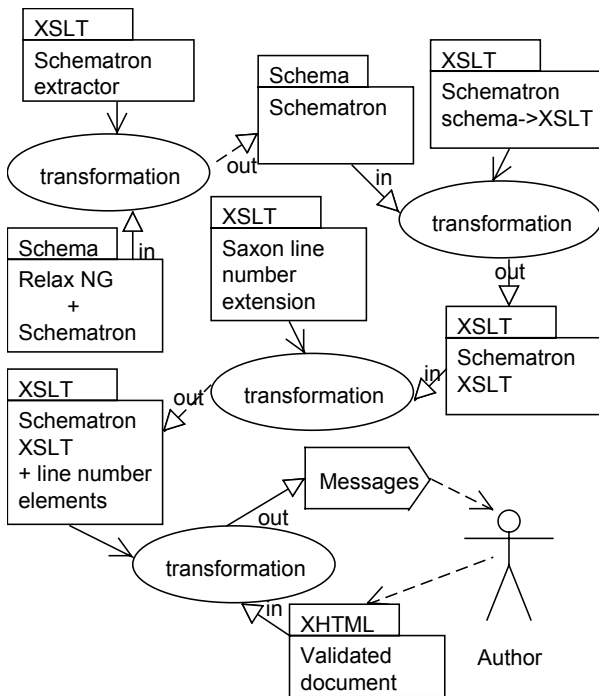 XSLT
Schematron
extractor
transformation
out
Schema
Schematron
in
XSLT
Schematron
schema->XSLT
transformation
out
Schema
in
Relax NG
+
Schematron
XSLT
Saxon line
number
extension
XSLT
Schematron
XSLT
in
transformation
out
XSLT
Schematron
XSLT
+ line number
elements
transformation
out
Messages
in
XHTML
Validated
document
Author